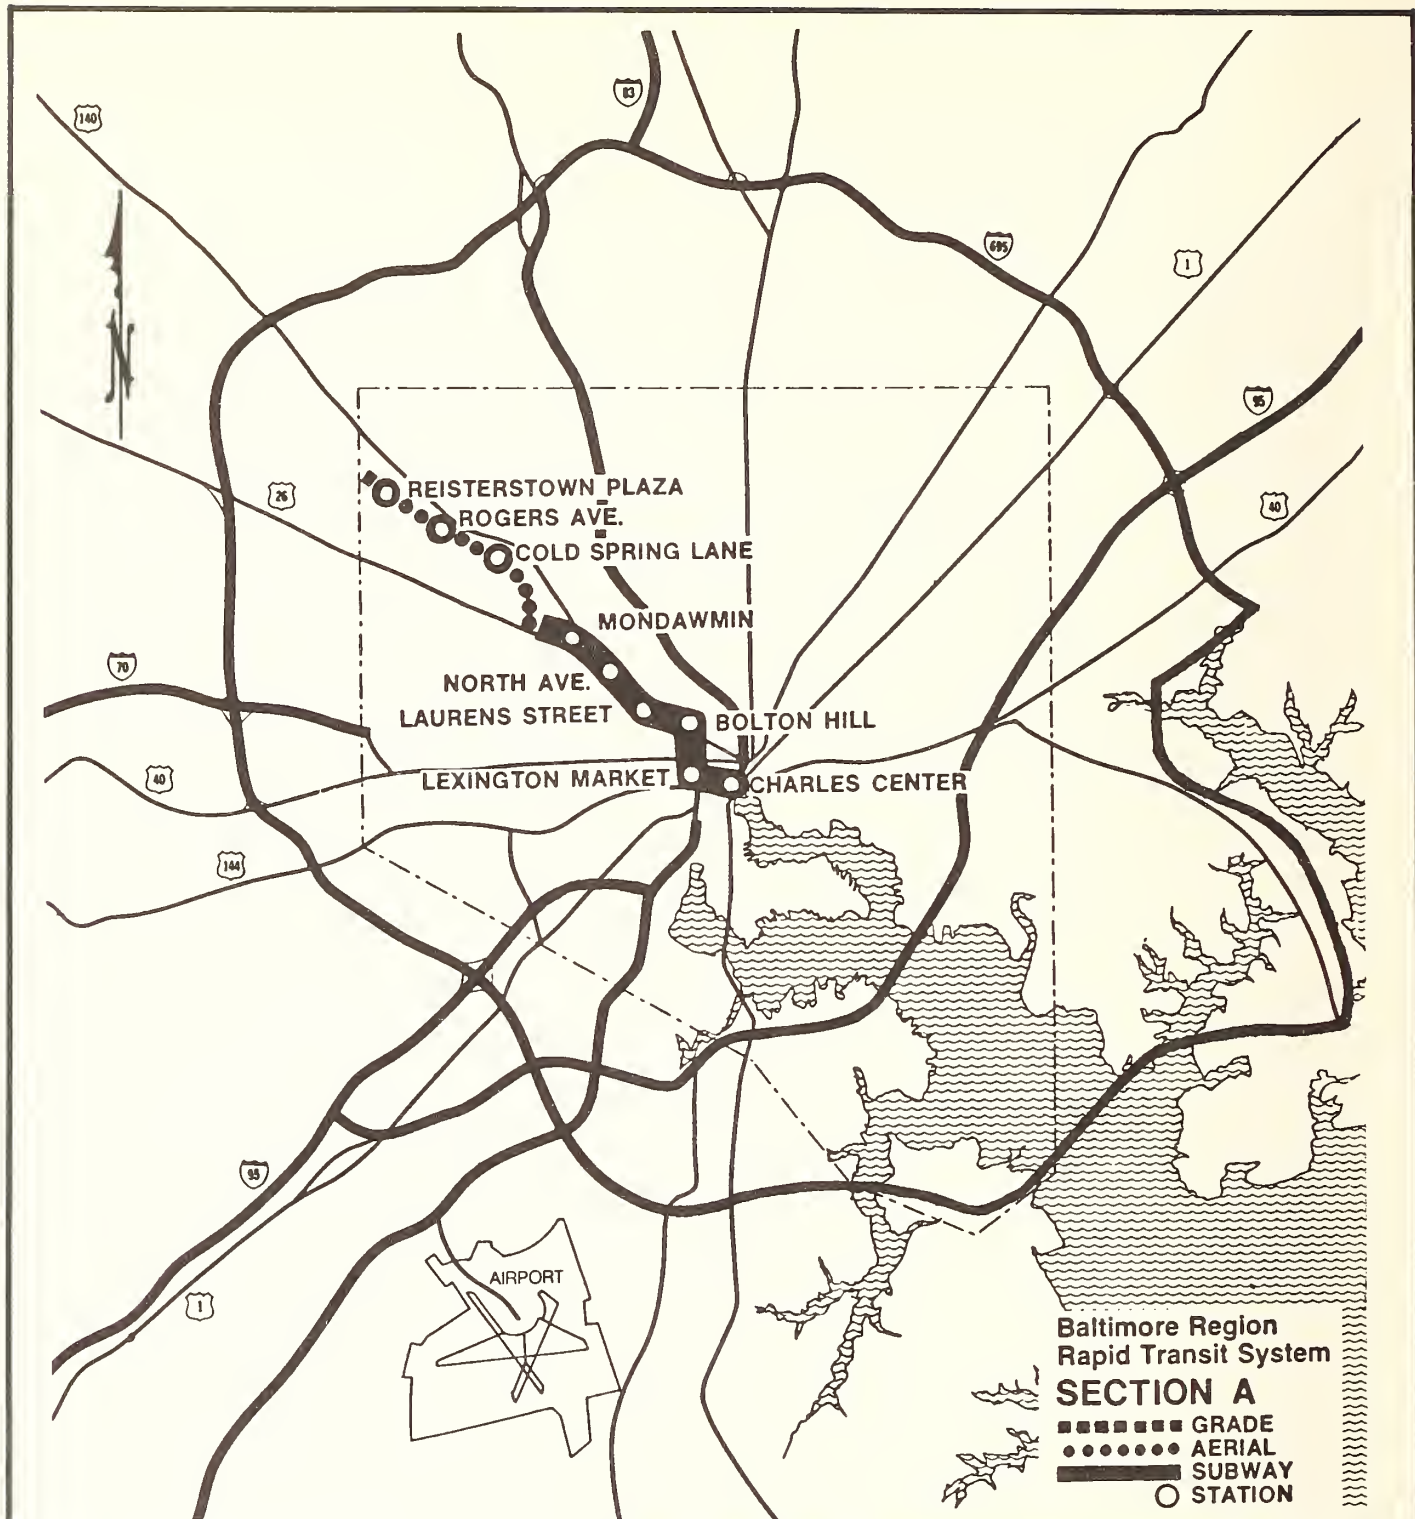 83
140
N
695
1
95
REISTERSTOWN PLAZA
26
40
ROGERS AVE.
COLD SPRING LANE
MONDAWMIN
70
NORTH AVE.
LAURENS STREET
BOLTON HILL
40
LEXINGTON MARKET
CHARLES CENTER
144
95
AIRPORT
1
Baltimore Region
Rapid Transit System
SECTION A
GRADE
AERIAL
SUBWAY
STATION